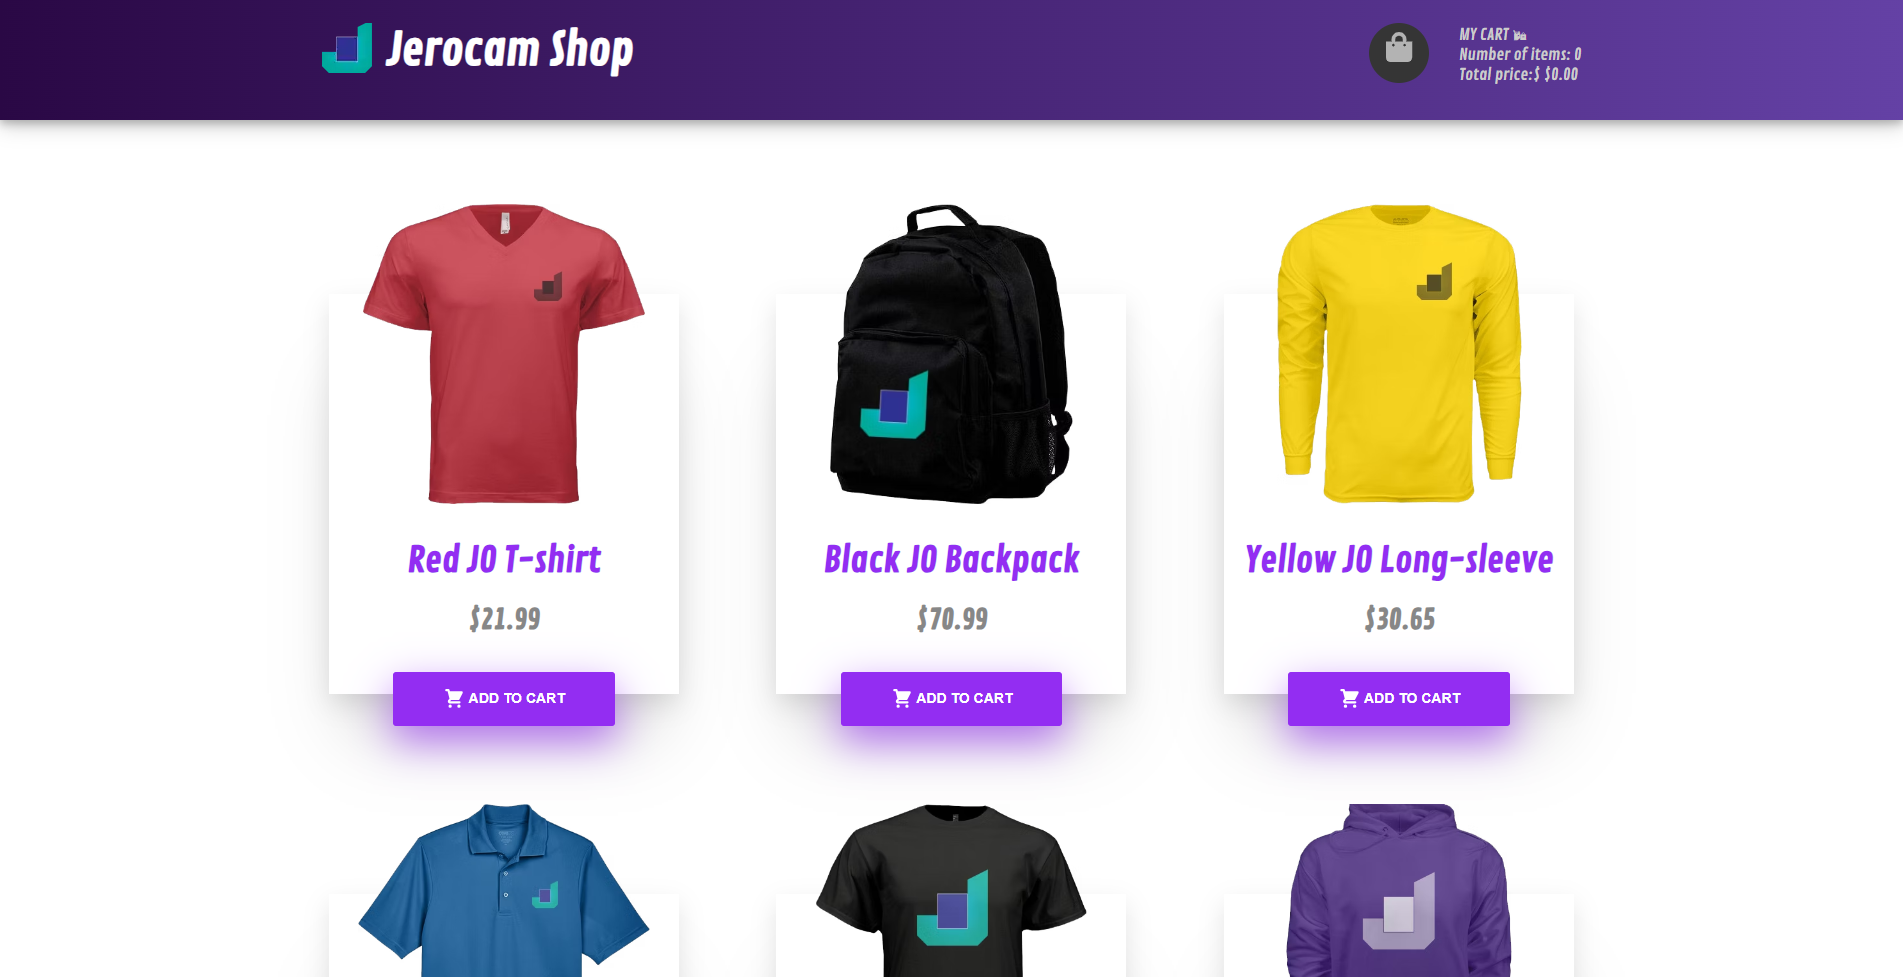 Jerocam Shop
MY CART
Number of items: 0
Total price:$ $0.00
Red JO T-shirt
$21.99
ADD TO CART
Black JO Backpack
$70.99
ADD TO CART
Yellow JO Long-sleeve
$30.65
ADD TO CART